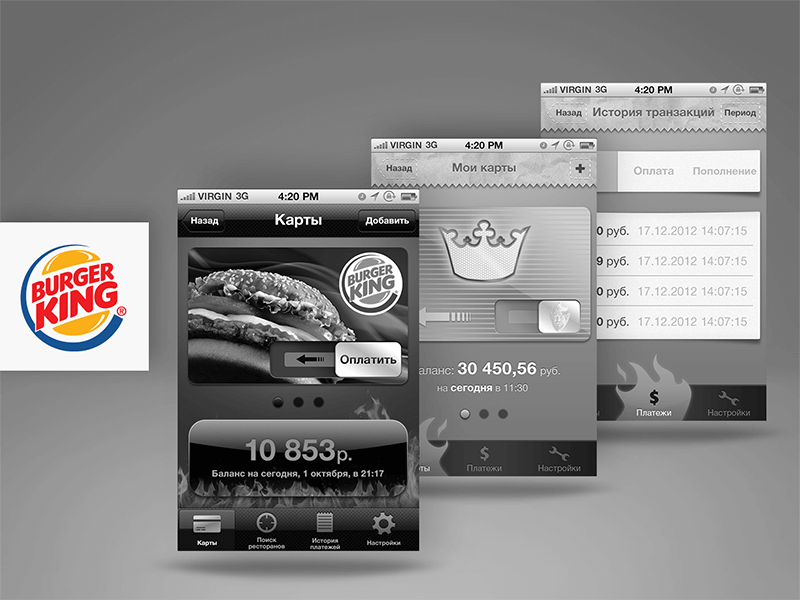 BURGER
KING®
VIRGIN 3G 4:20 PM
Назад Карты Добавить
BURGER
KING
Оплатить
10 853р.
Баланс на сегодня, 1 октября, в 21:17
Карты
Поиск
ресторанов
История
платежей
Настройки
VIRGIN 3G 4:20 PM
Назад Мои карты +
аланс: 30 450,56 руб.
на сегодня в 11:30
ты Платежи Настройки
VIRGIN 3G 4:20 PM
Назад История транзакций Период
Оплата Пополнение
0 руб. 17.12.2012 14:07:15
9 руб. 17.12.2012 14:07:15
0 руб. 17.12.2012 14:07:15
0 руб. 17.12.2012 14:07:15
$ Платежи Настройки